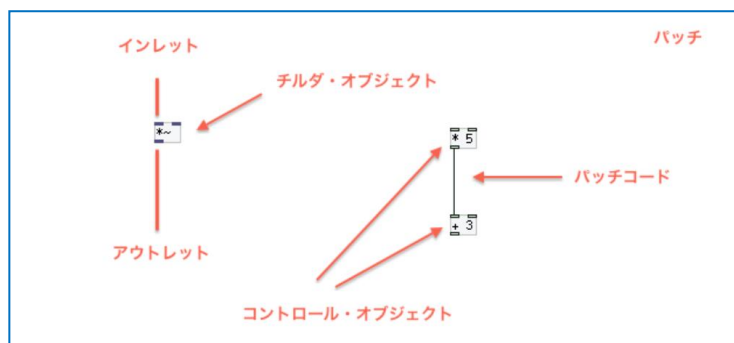 インレット
パッチ
チルダ・オブジェクト
*~
* 5
パッチコード
+ 3
アウトレット
コントロール・オブジェクト